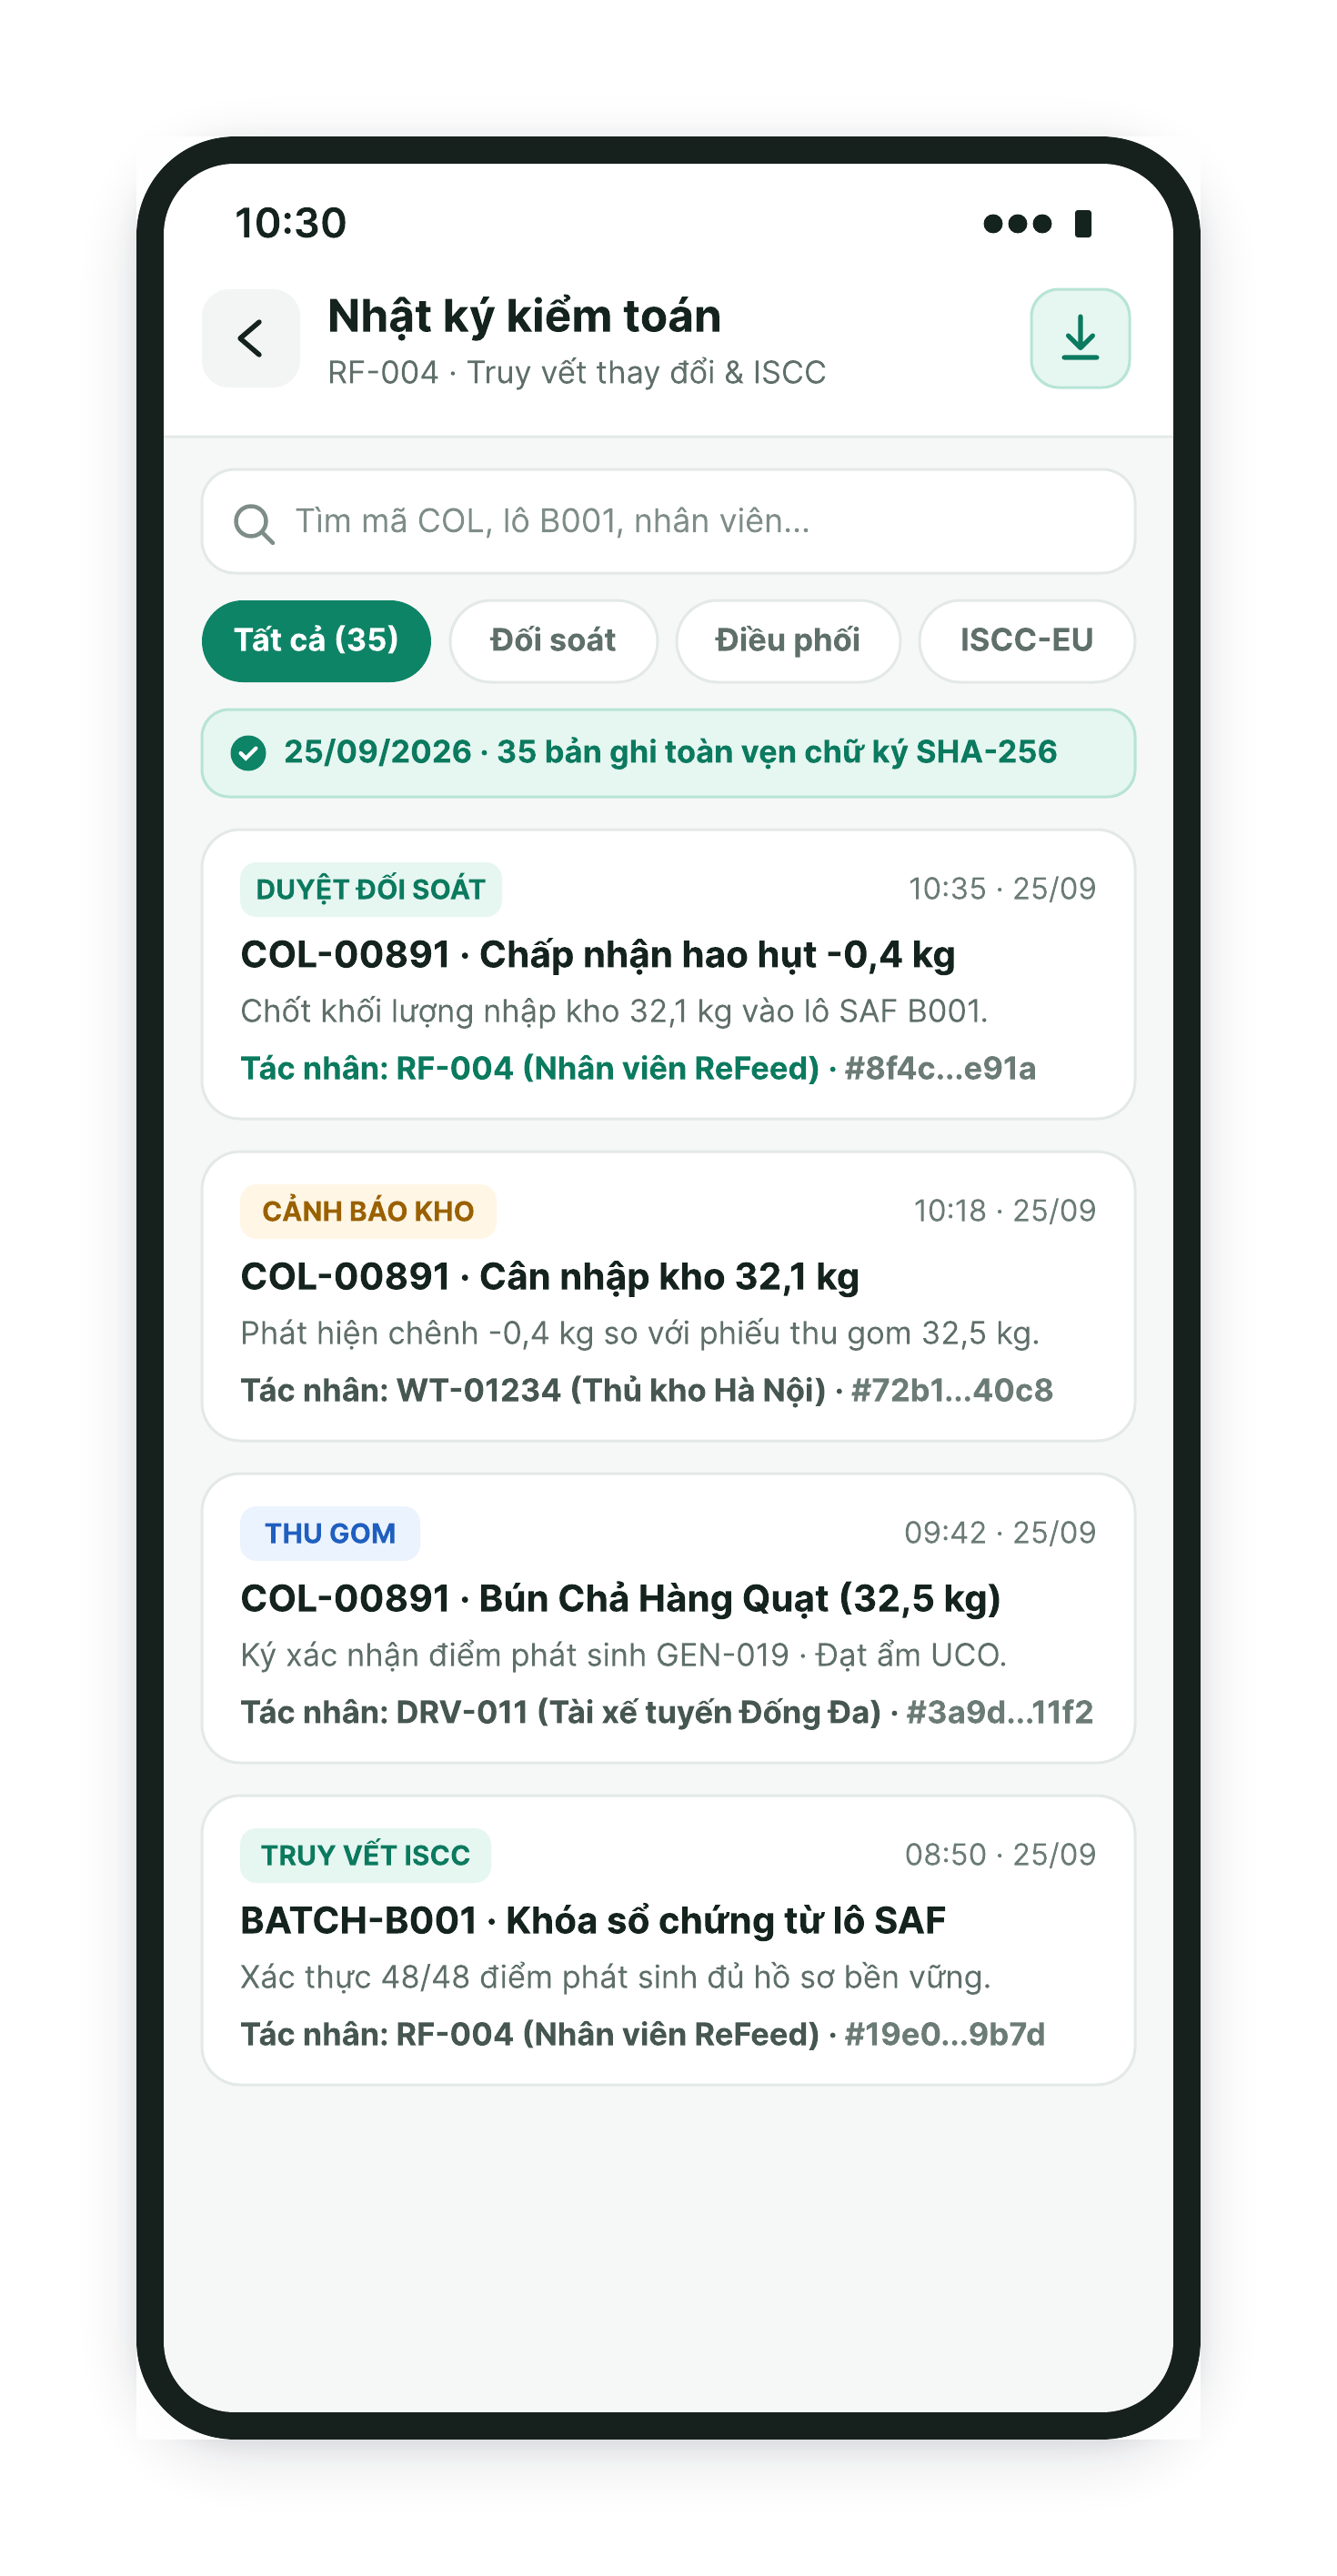 10:30
Nhật ký kiểm toán
RF-004 · Truy vết thay đổi & ISCC
Tìm mã COL, lô B001, nhân viên...
Tất cả (35)
Đối soát
Điều phối
ISCC-EU
25/09/2026 · 35 bản ghi toàn vẹn chữ ký SHA-256
DUYỆT ĐỐI SOÁT
10:35 · 25/09
COL-00891 · Chấp nhận hao hụt -0,4 kg
Chốt khối lượng nhập kho 32,1 kg vào lô SAF B001.
Tác nhân: RF-004 (Nhân viên ReFeed) · #8f4c...e91a
CẢNH BÁO KHO
10:18 · 25/09
COL-00891 · Cân nhập kho 32,1 kg
Phát hiện chênh -0,4 kg so với phiếu thu gom 32,5 kg.
Tác nhân: WT-01234 (Thủ kho Hà Nội) · #72b1...40c8
THU GOM
09:42 · 25/09
COL-00891 · Bún Chả Hàng Quạt (32,5 kg)
Ký xác nhận điểm phát sinh GEN-019 · Đạt ẩm UCO.
Tác nhân: DRV-011 (Tài xế tuyến Đống Đa) · #3a9d...11f2
TRUY VẾT ISCC
08:50 · 25/09
BATCH-B001 · Khóa sổ chứng từ lô SAF
Xác thực 48/48 điểm phát sinh đủ hồ sơ bền vững.
Tác nhân: RF-004 (Nhân viên ReFeed) · #19e0...9b7d